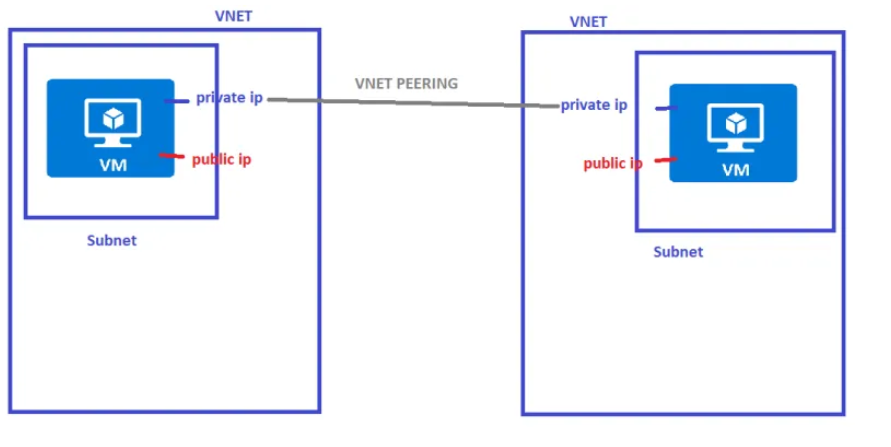 VNET
VNET
VNET PEERING
private ip
private ip
VM
public ip
public ip
VM
Subnet
Subnet